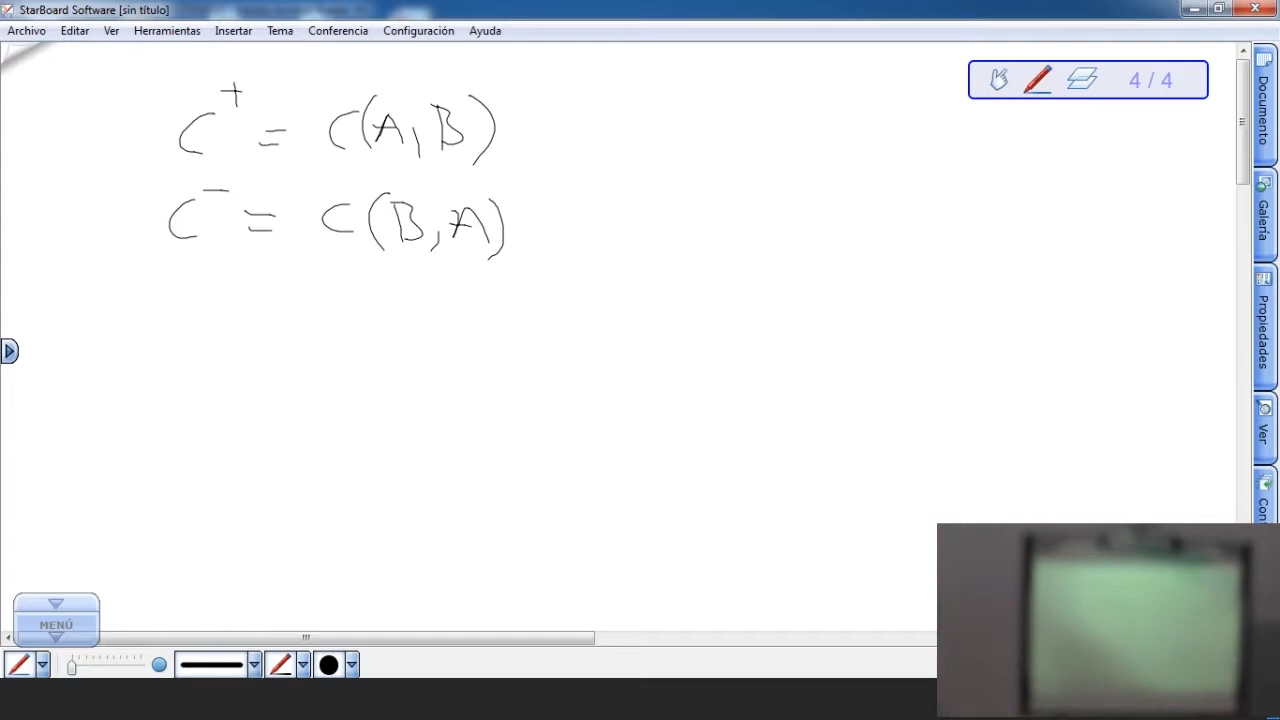 StarBoard Software [sin título]
Archivo Editar Ver Herramientas Insertar Tema Conferencia Configuración Ayuda
4 / 4
C⁺ = C(A,B)
C⁻ = C(B,A)
Documento
Galería
Propiedades
Ver
Cont
MENÚ